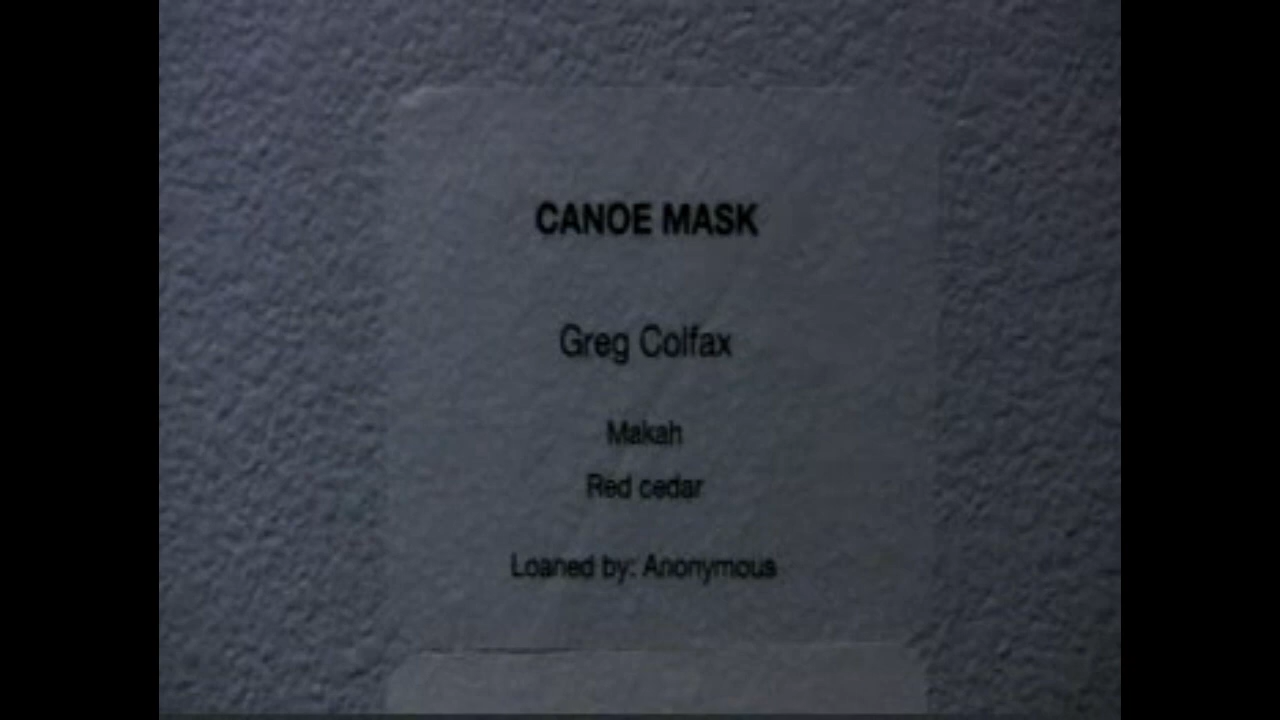 CANOE MASK
Greg Colfax
Makah
Red cedar
Loaned by: Anonymous